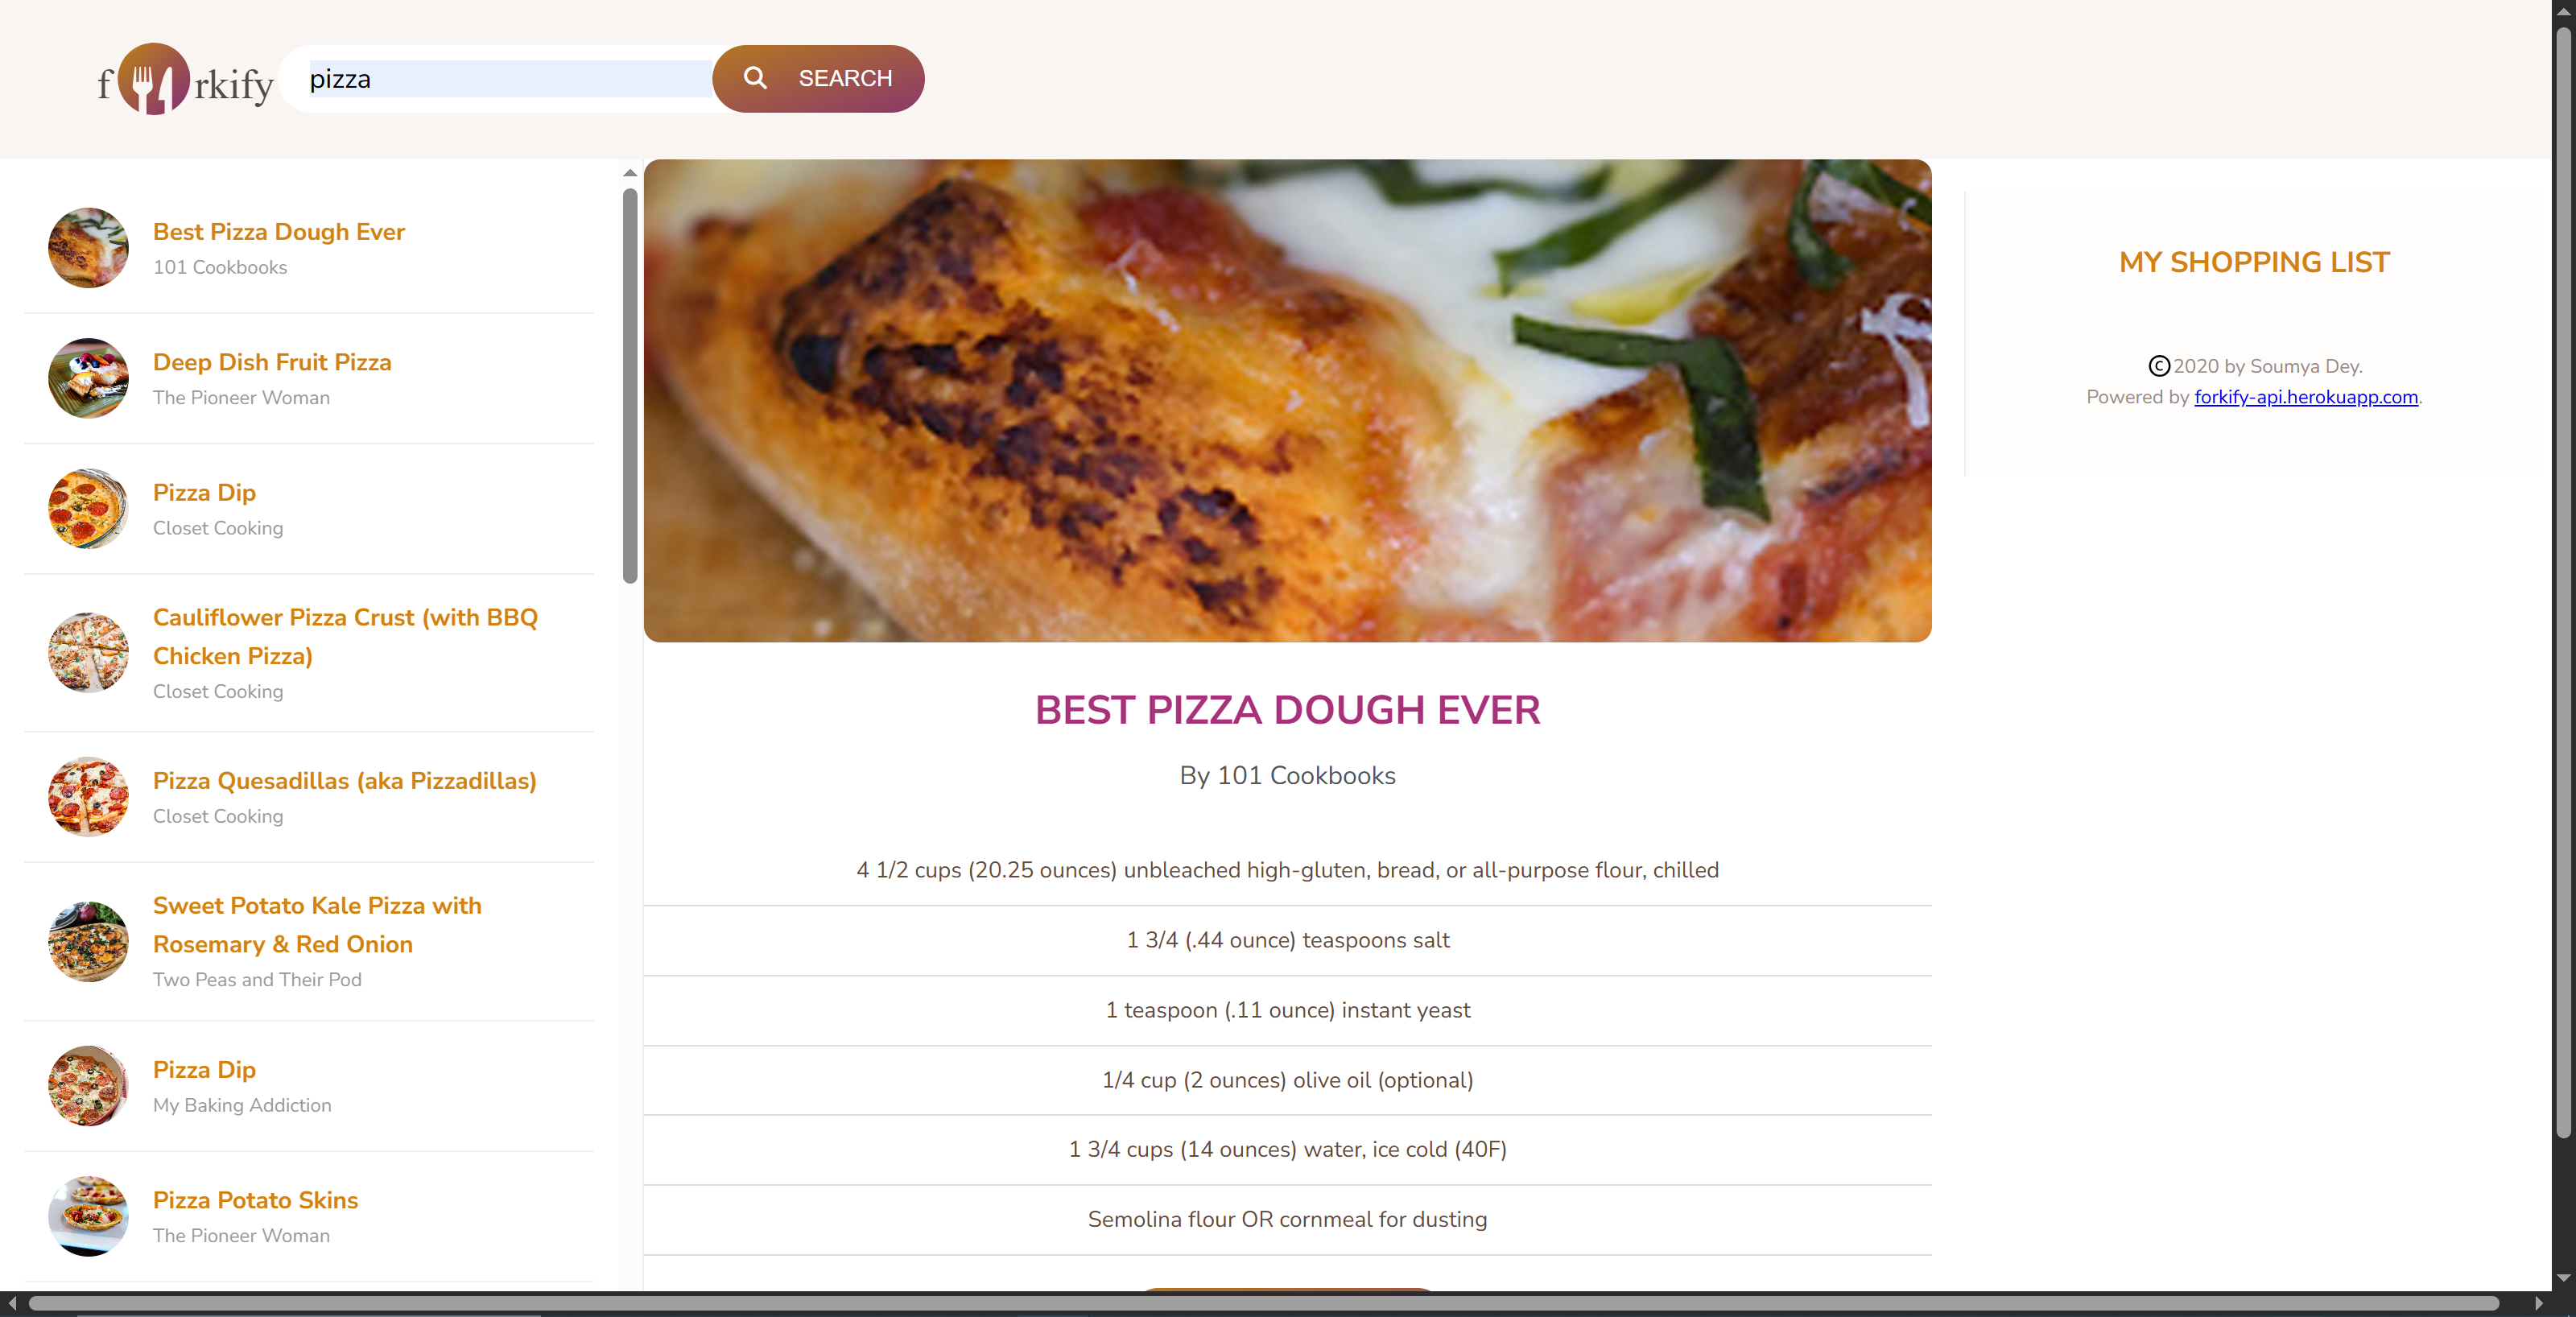 f rkify
pizza
SEARCH
Best Pizza Dough Ever
101 Cookbooks
Deep Dish Fruit Pizza
The Pioneer Woman
Pizza Dip
Closet Cooking
Cauliflower Pizza Crust (with BBQ
Chicken Pizza)
Closet Cooking
Pizza Quesadillas (aka Pizzadillas)
Closet Cooking
Sweet Potato Kale Pizza with
Rosemary & Red Onion
Two Peas and Their Pod
Pizza Dip
My Baking Addiction
Pizza Potato Skins
The Pioneer Woman
BEST PIZZA DOUGH EVER
By 101 Cookbooks
4 1/2 cups (20.25 ounces) unbleached high-gluten, bread, or all-purpose flour, chilled
1 3/4 (.44 ounce) teaspoons salt
1 teaspoon (.11 ounce) instant yeast
1/4 cup (2 ounces) olive oil (optional)
1 3/4 cups (14 ounces) water, ice cold (40F)
Semolina flour OR cornmeal for dusting
MY SHOPPING LIST
©2020 by Soumya Dey.
Powered by forkify-api.herokuapp.com.